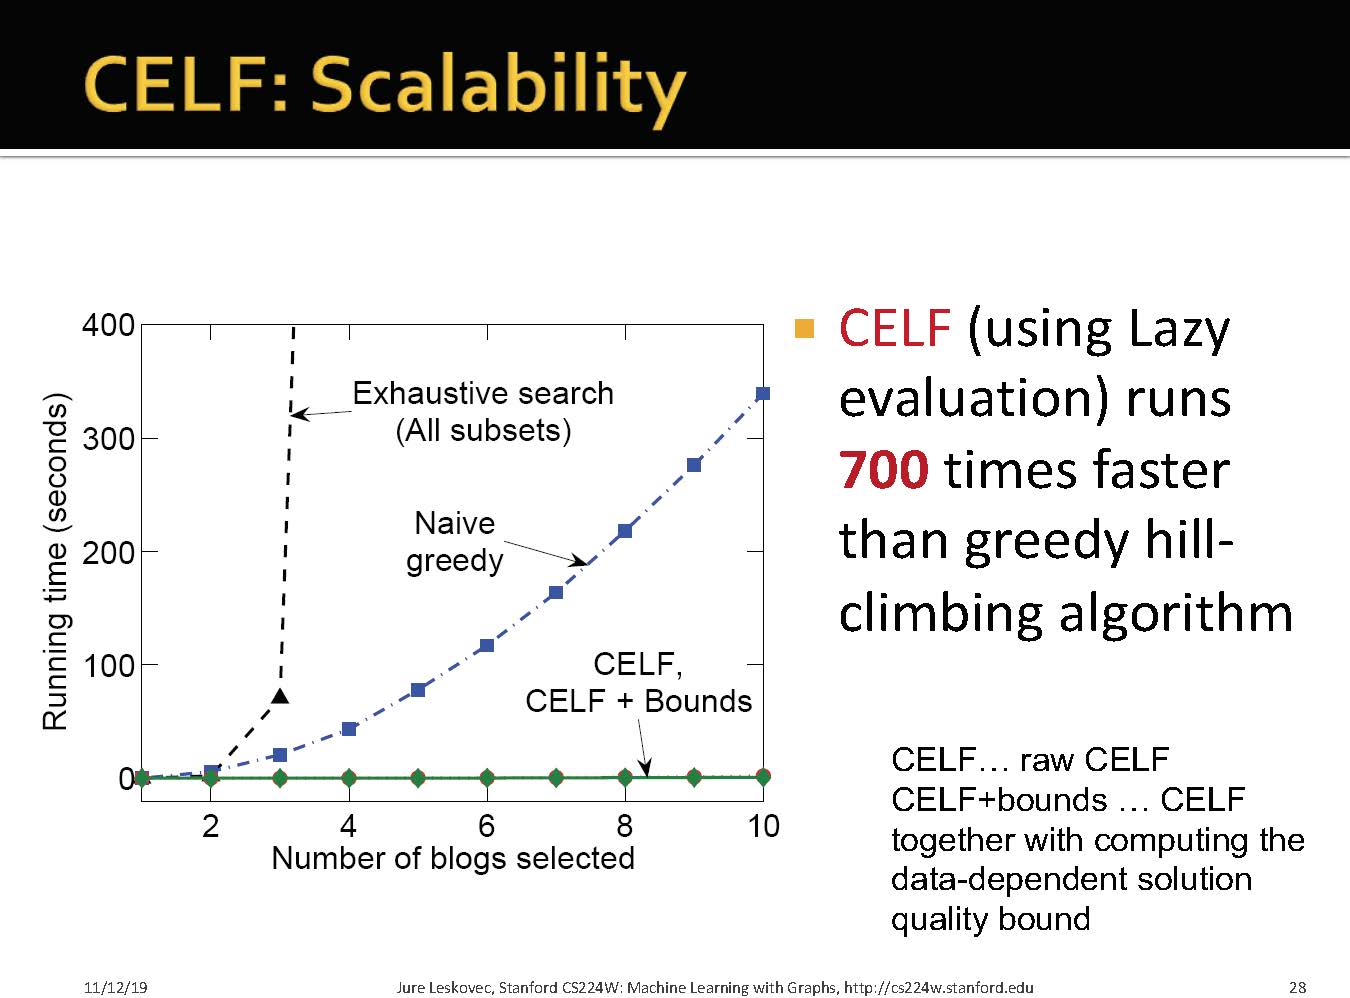 CELF: Scalability
400
300
200
100
0
Running time (seconds)
Exhaustive search
(All subsets)
Naive
greedy
CELF,
CELF + Bounds
2 4 6 8 10
Number of blogs selected
CELF (using Lazy
evaluation) runs
700 times faster
than greedy hill-
climbing algorithm
CELF… raw CELF
CELF+bounds … CELF
together with computing the
data-dependent solution
quality bound
11/12/19
Jure Leskovec, Stanford CS224W: Machine Learning with Graphs, http://cs224w.stanford.edu
28